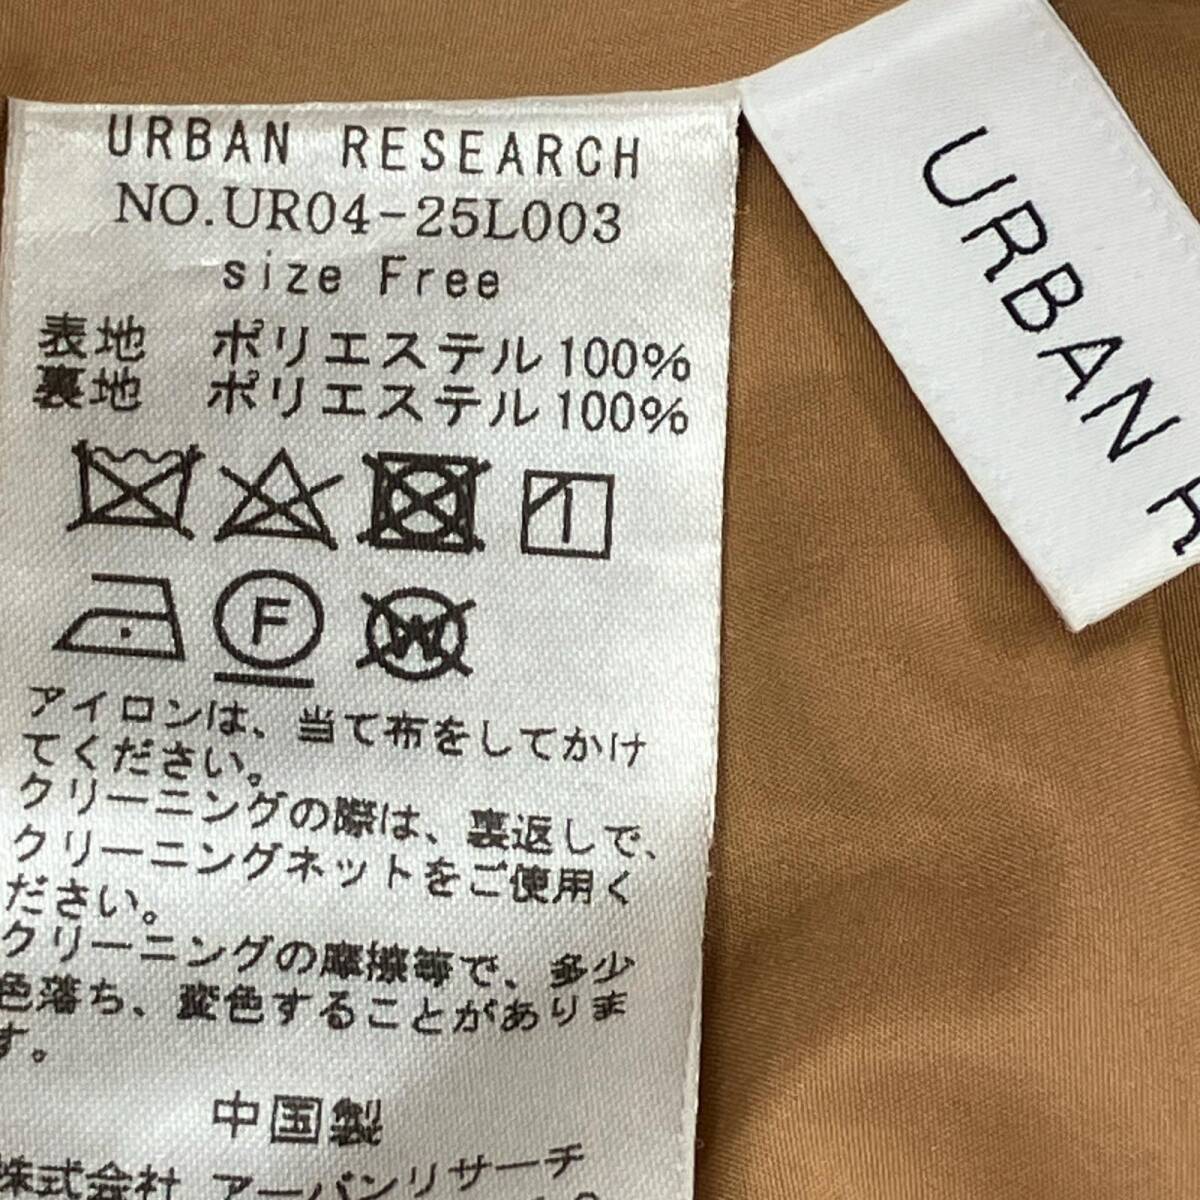 URBAN RESEARCH
NO.UR04-25L003
size Free
表地 ポリエステル100%
裏地 ポリエステル100%
F
W
アイロンは、当て布をしてかけ
てください。
クリーニングの際は、裏返しで、
クリーニングネットをご使用く
ださい。
クリーニングの摩擦等で、多少
色落ち、変色することがありま
す。
中国製
株式会社 アーバンリサーチ
URBAN R